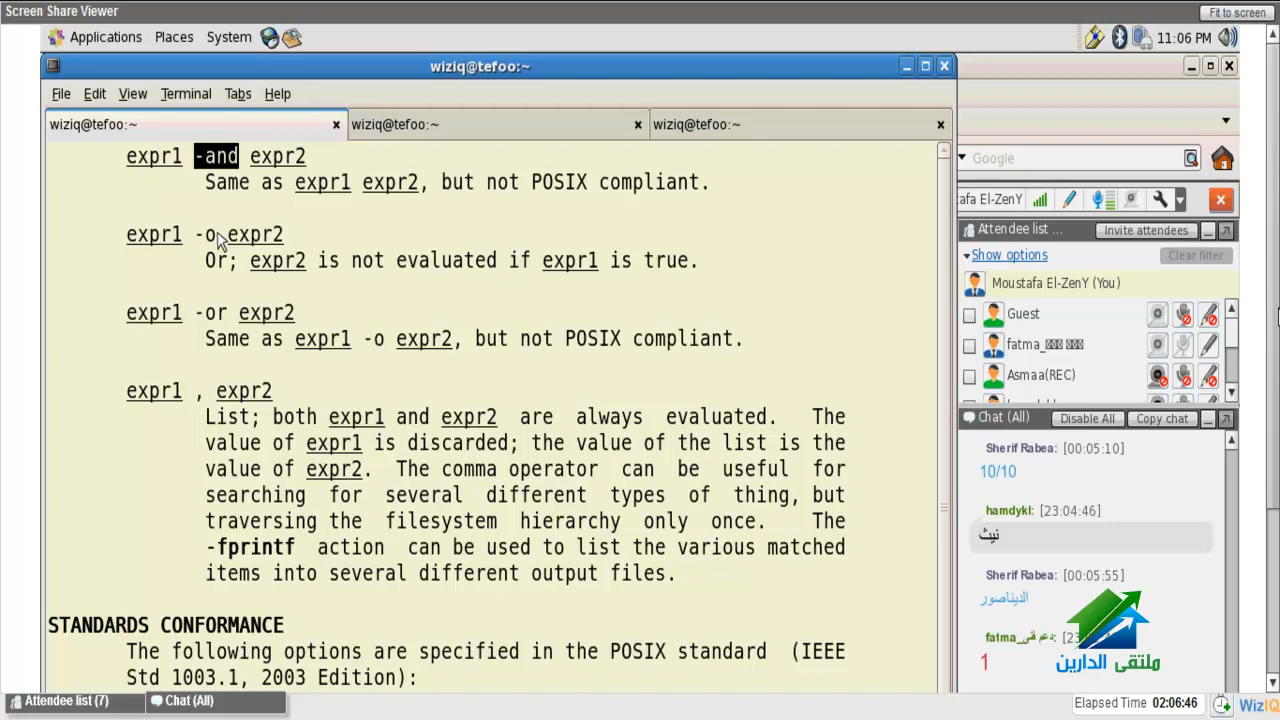 Screen Share Viewer
Fit to screen
Applications Places System
11:06 PM
wiziq@tefoo:~
File Edit View Terminal Tabs Help
wiziq@tefoo:~ wiziq@tefoo:~ wiziq@tefoo:~
expr1 -and expr2
Same as expr1 expr2, but not POSIX compliant.
expr1 -o expr2
Or; expr2 is not evaluated if expr1 is true.
expr1 -or expr2
Same as expr1 -o expr2, but not POSIX compliant.
expr1 , expr2
List; both expr1 and expr2 are always evaluated. The
value of expr1 is discarded; the value of the list is the
value of expr2. The comma operator can be useful for
searching for several different types of thing, but
traversing the filesystem hierarchy only once. The
-fprintf action can be used to list the various matched
items into several different output files.
STANDARDS CONFORMANCE
The following options are specified in the POSIX standard (IEEE
Std 1003.1, 2003 Edition):
Google
El-ZenY
Attendee list ... Invite attendees
Show options Clear filter
Moustafa El-ZenY (You)
Guest
fatma_
Asmaa(REC)
Chat (All) Disable All Copy chat
Sherif Rabea: [00:05:10]
10/10
hamdykl: [23:04:46]
Sherif Rabea: [00:05:55]
الديناصور
fatma_دعم فى:
1
ملتقى الدارين
Attendee list (7) Chat (All)
Elapsed Time 02:06:46 WizIQ